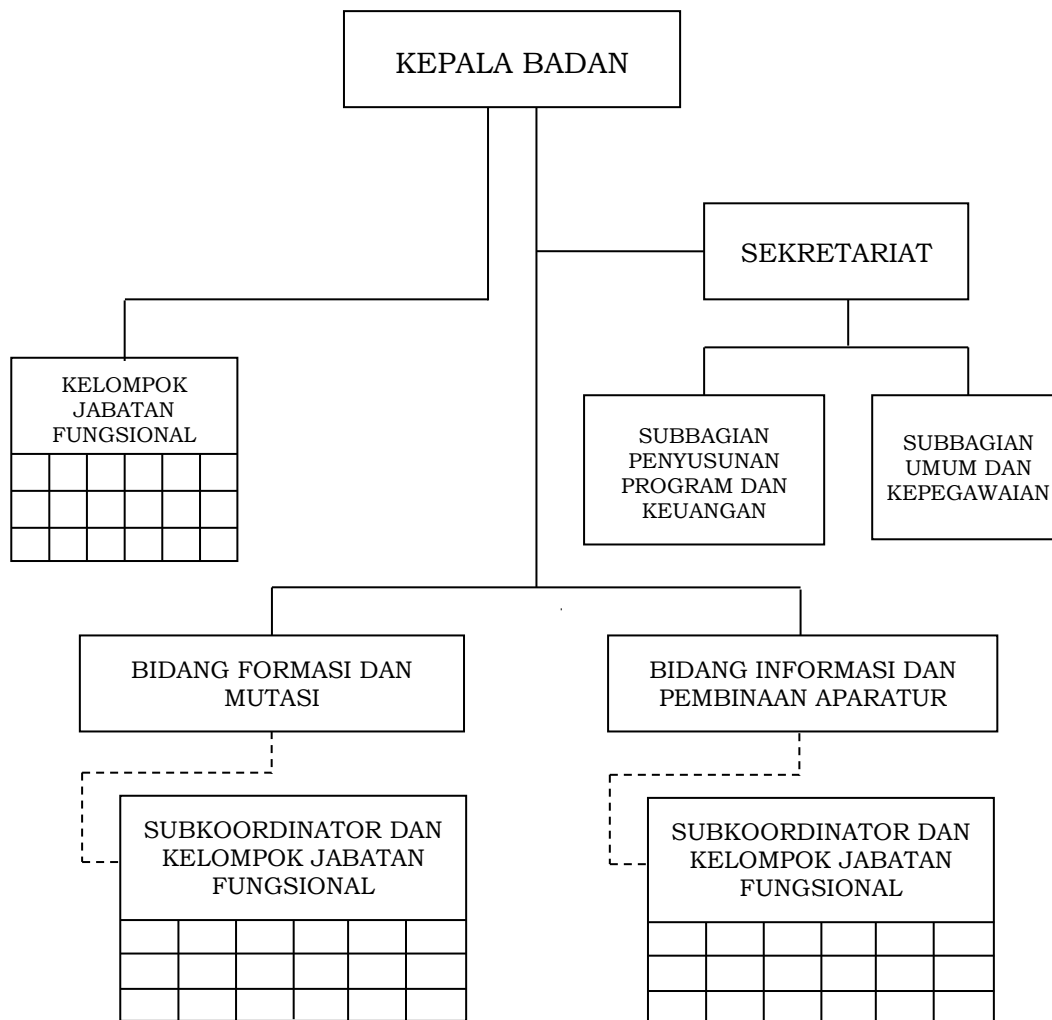 KEPALA BADAN
SEKRETARIAT
KELOMPOK
JABATAN
FUNGSIONAL
SUBBAGIAN
PENYUSUNAN
PROGRAM DAN
KEUANGAN
SUBBAGIAN
UMUM DAN
KEPEGAWAIAN
BIDANG FORMASI DAN
MUTASI
BIDANG INFORMASI DAN
PEMBINAAN APARATUR
SUBKOORDINATOR DAN
KELOMPOK JABATAN
FUNGSIONAL
SUBKOORDINATOR DAN
KELOMPOK JABATAN
FUNGSIONAL